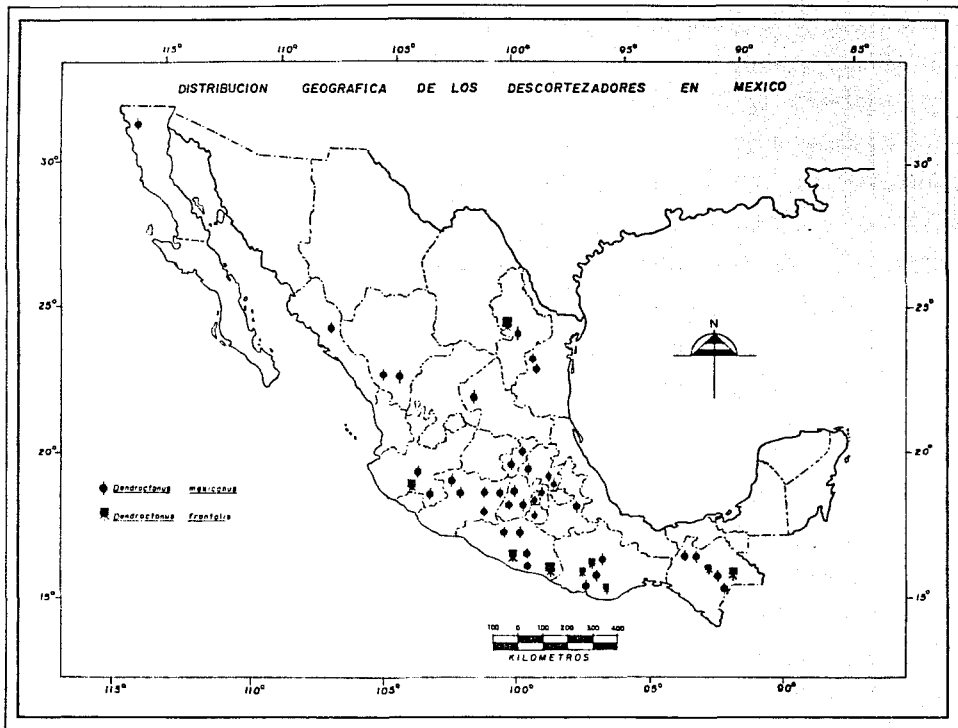 115° 105° 100° 95° 90° 85°
DISTRIBUCION GEOGRAFICA DE LOS DESCORTEZADORES EN MEXICO
30° 30°
25° 25°
N
20° 20°
Dendroctonus mexicanus
Dendroctonus frontalis
15° 15°
100 0 100 200 300 400
KILOMETROS
115° 110° 105° 100° 95° 90°